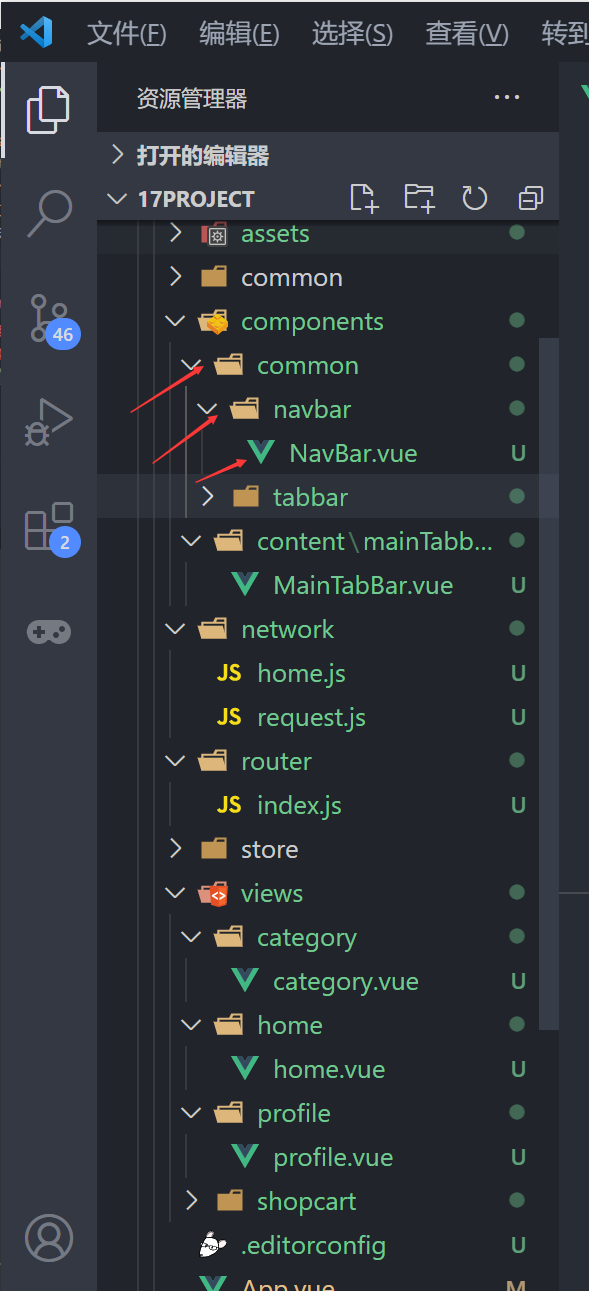 文件(F) 编辑(E) 选择(S) 查看(V) 转到
资源管理器 ···
打开的编辑器
17PROJECT
assets
common
components
46
common
navbar
NavBar.vue U
tabbar
2
content\mainTabb...
MainTabBar.vue U
network
JS home.js U
JS request.js U
router
JS index.js U
store
views
category
category.vue U
home
home.vue U
profile
profile.vue U
shopcart
.editorconfig U
App.vue M